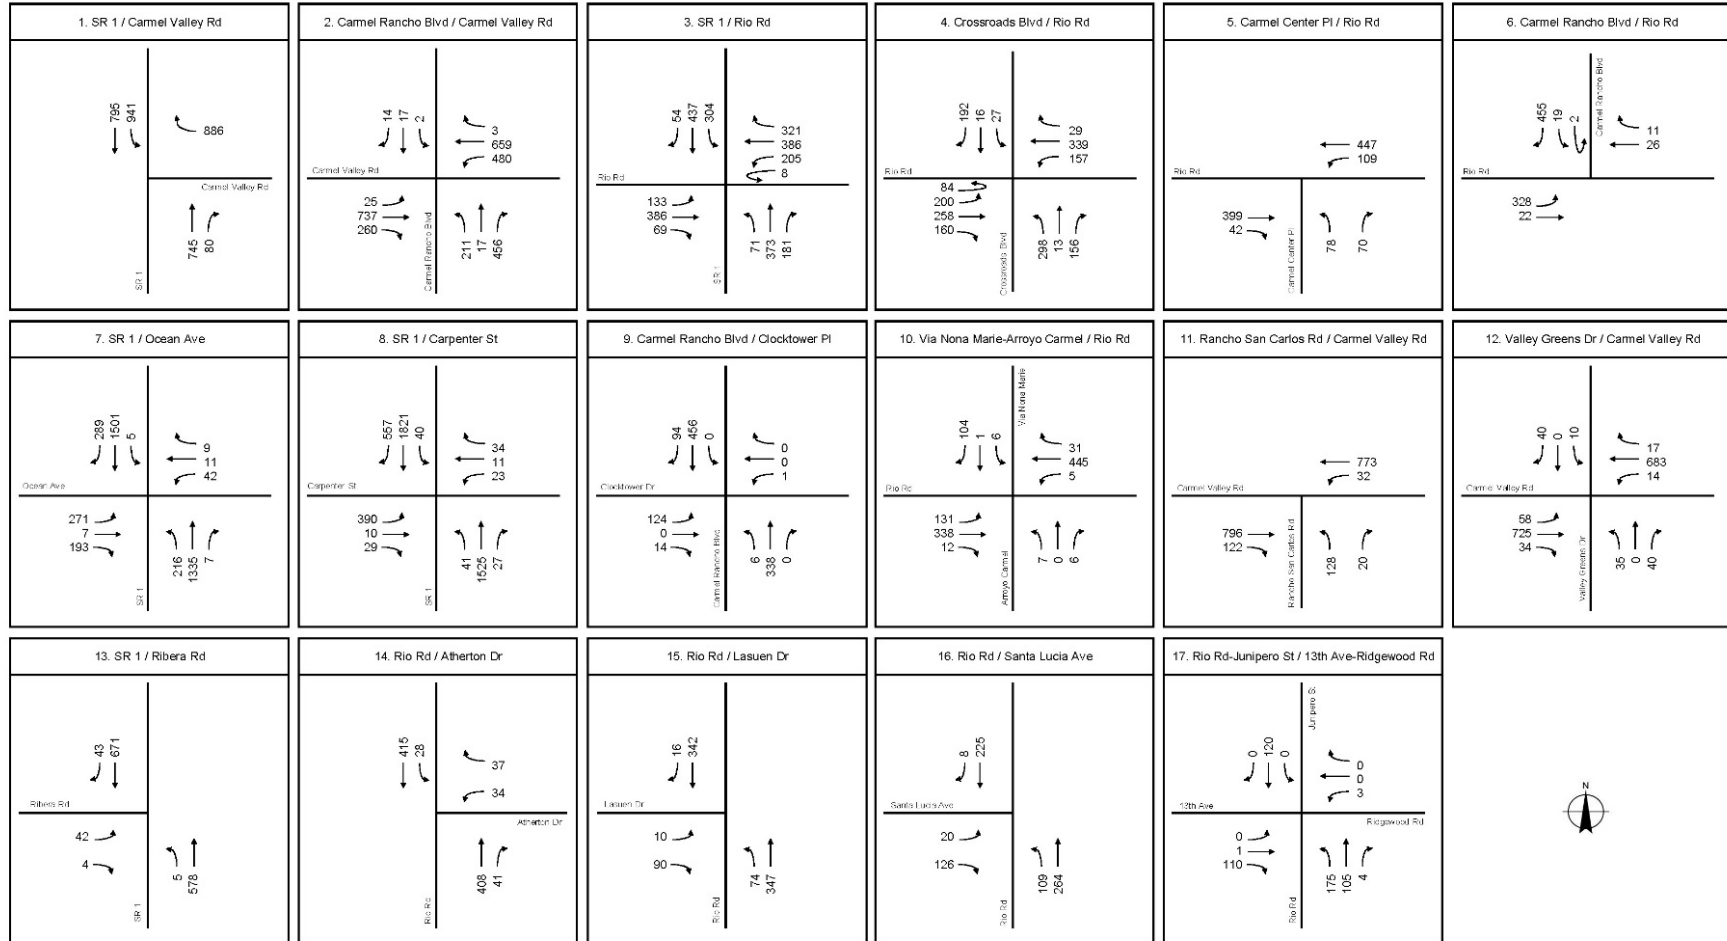 1. SR 1 / Carmel Valley Rd
795
941
886
Carmel Valley Rd
745
80
SR 1
2. Carmel Rancho Blvd / Carmel Valley Rd
14
17
2
3
659
480
Carmel Valley Rd
25
737
260
Carmel Rancho Blvd
211
17
456
3. SR 1 / Rio Rd
54
437
304
321
386
205
8
Rio Rd
133
386
69
71
373
181
SR 1
4. Crossroads Blvd / Rio Rd
192
16
27
29
339
157
Rio Rd
84
200
258
160
Crossroads Blvd
298
13
156
5. Carmel Center Pl / Rio Rd
447
109
Rio Rd
399
42
Carmel Center Pl
78
70
6. Carmel Rancho Blvd / Rio Rd
Carmel Rancho Blvd
455
19
2
11
26
Rio Rd
328
22
7. SR 1 / Ocean Ave
289
1501
5
9
11
42
Ocean Ave
271
7
193
216
1335
7
SR 1
8. SR 1 / Carpenter St
557
1821
40
34
11
23
Carpenter St
390
10
29
41
1525
27
SR 1
9. Carmel Rancho Blvd / Clocktower Pl
94
456
0
0
0
1
Clocktower Dr
124
0
14
Carmel Rancho Blvd
6
338
0
10. Via Nona Marie-Arroyo Carmel / Rio Rd
Via Nona Marie
104
1
6
31
445
5
Rio Rd
131
338
12
Arroyo Carmel
7
0
6
11. Rancho San Carlos Rd / Carmel Valley Rd
773
32
Carmel Valley Rd
796
122
Rancho San Carlos Rd
128
20
12. Valley Greens Dr / Carmel Valley Rd
40
0
10
17
683
14
Carmel Valley Rd
58
725
34
Valley Greens Dr
35
0
40
13. SR 1 / Ribera Rd
43
671
Ribera Rd
42
4
5
578
SR 1
14. Rio Rd / Atherton Dr
415
28
37
34
Atherton Dr
408
41
Rio Rd
15. Rio Rd / Lasuen Dr
16
342
Lasuen Dr
10
90
74
347
Rio Rd
16. Rio Rd / Santa Lucia Ave
8
225
Santa Lucia Ave
20
126
109
264
Rio Rd
17. Rio Rd-Junipero St / 13th Ave-Ridgewood Rd
Junipero St
0
120
0
0
0
3
13th Ave
Ridgewood Rd
0
1
110
175
105
4
Rio Rd
N